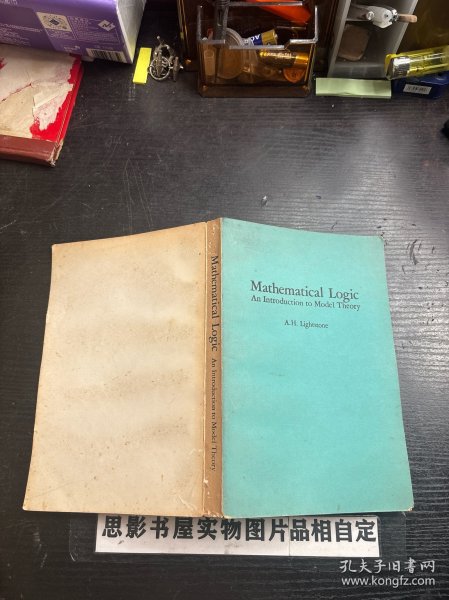 Mathematical Logic
An Introduction to Model Theory
A.H. Lightstone
Mathematical Logic An Introduction to Model Theory
思影书屋实物图片品相自定
孔夫子旧书网
www.kongfz.com